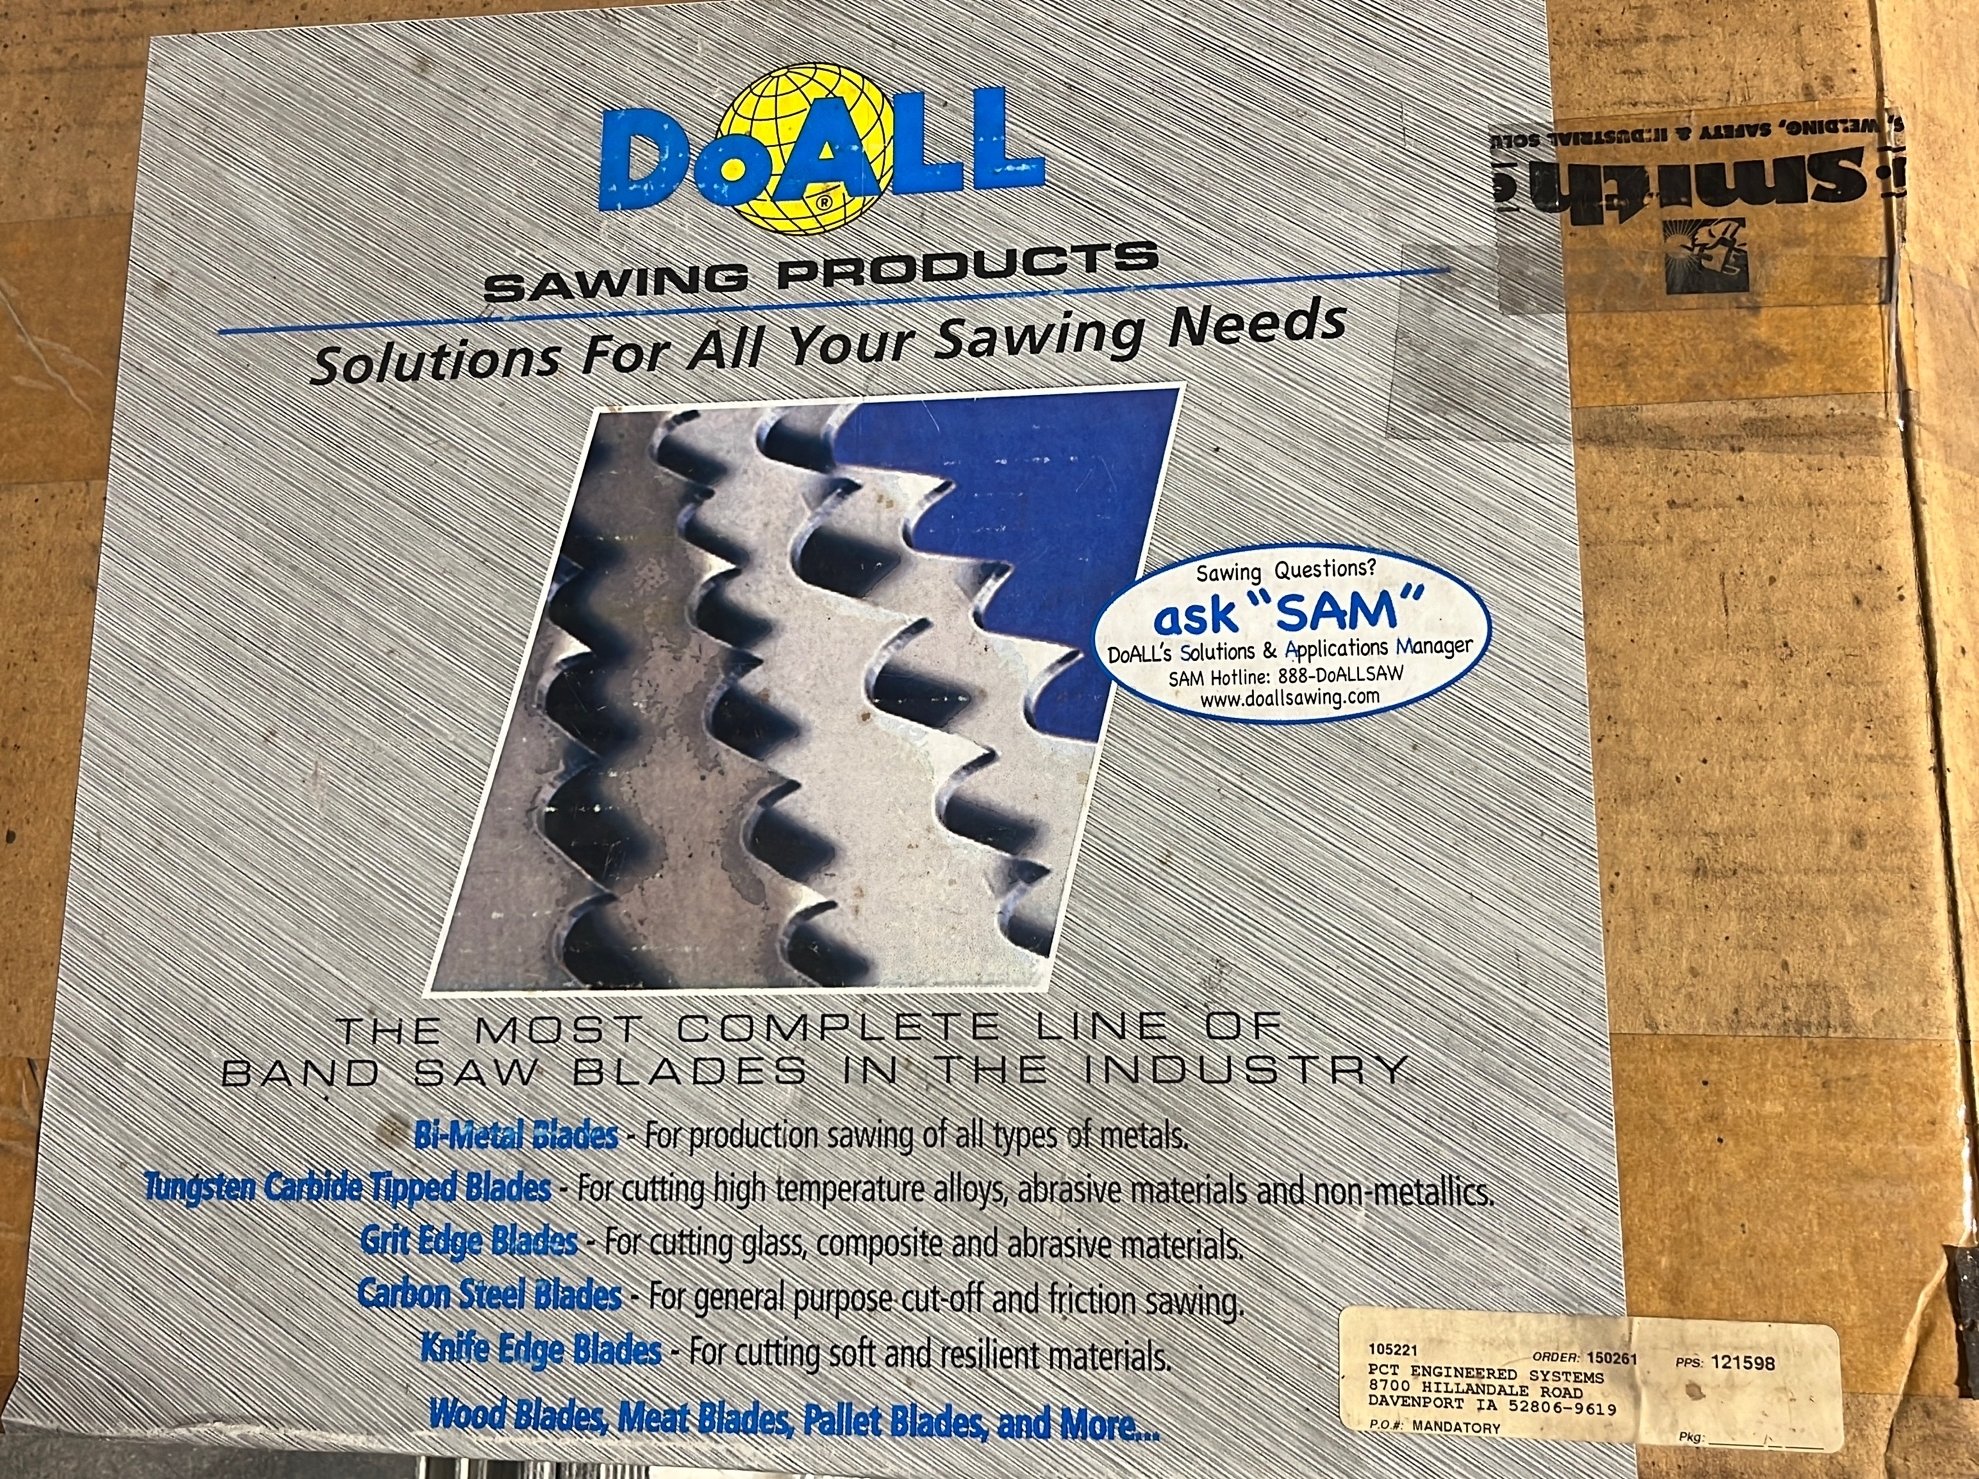 DoALL
®
SAWING PRODUCTS
Solutions For All Your Sawing Needs
Sawing Questions?
ask "SAM"
DoALL's Solutions & Applications Manager
SAM Hotline: 888-DoALLSAW
www.doallsawing.com
THE MOST COMPLETE LINE OF
BAND SAW BLADES IN THE INDUSTRY
Bi-Metal Blades - For production sawing of all types of metals.
Tungsten Carbide Tipped Blades - For cutting high temperature alloys, abrasive materials and non-metallics.
Grit Edge Blades - For cutting glass, composite and abrasive materials.
Carbon Steel Blades - For general purpose cut-off and friction sawing.
Knife Edge Blades - For cutting soft and resilient materials.
Wood Blades, Meat Blades, Pallet Blades, and More...
Smith
WELDING, SAFETY & INDUSTRIAL
105221 ORDER: 150261 PPS: 121598
PCT ENGINEERED SYSTEMS
8700 HILLANDALE ROAD
DAVENPORT IA 52806-9619
P.O.#: MANDATORY Pkg: